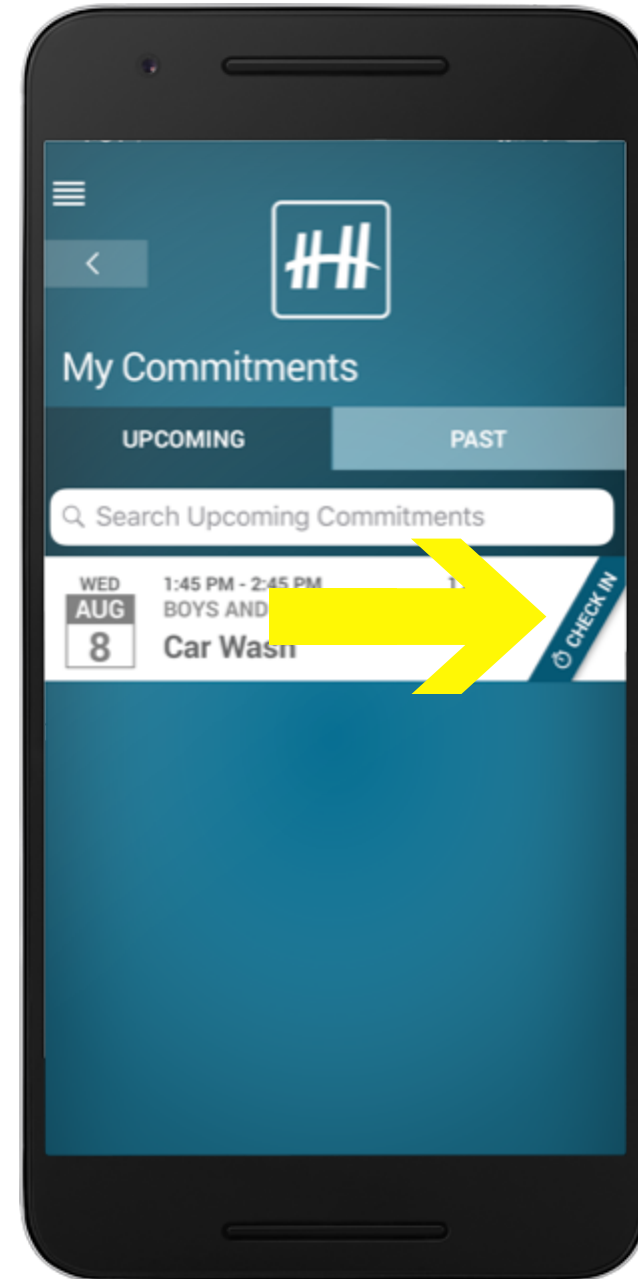 My Commitments
UPCOMING PAST
Search Upcoming Commitments
WED 1:45 PM - 2:45 PM
AUG BOYS AND
8 Car Wash
CHECK IN